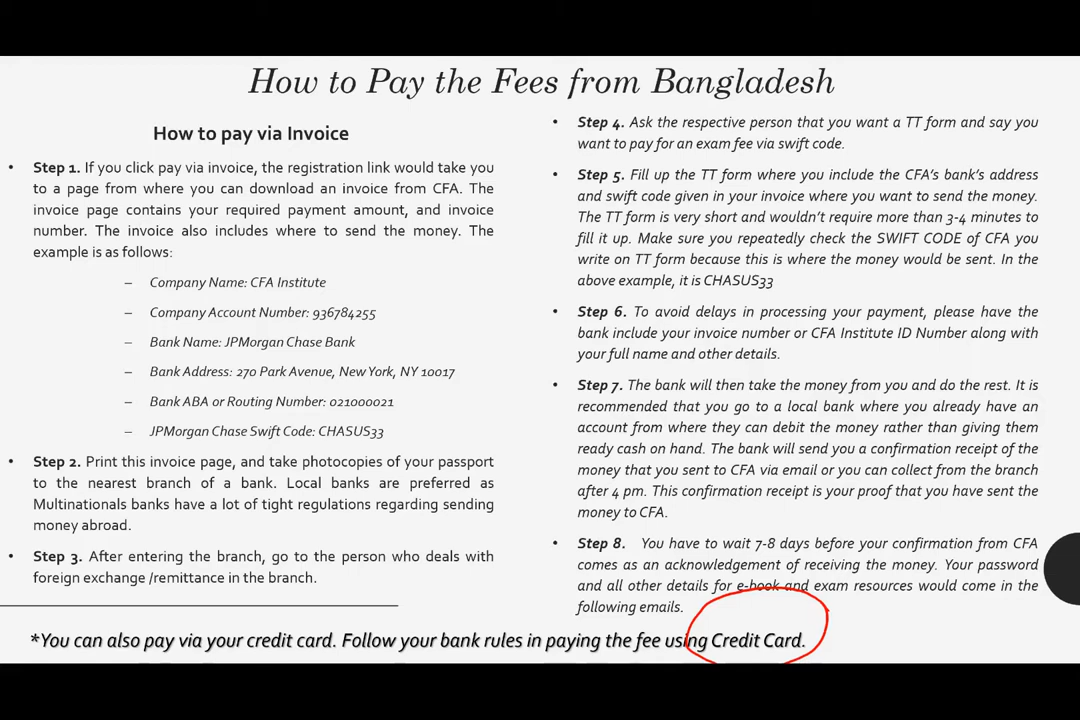 How to Pay the Fees from Bangladesh
How to pay via Invoice
• Step 1. If you click pay via invoice, the registration link would take you
to a page from where you can download an invoice from CFA. The
invoice page contains your required payment amount, and invoice
number. The invoice also includes where to send the money. The
example is as follows:
– Company Name: CFA Institute
– Company Account Number: 936784255
– Bank Name: JPMorgan Chase Bank
– Bank Address: 270 Park Avenue, New York, NY 10017
– Bank ABA or Routing Number: 021000021
– JPMorgan Chase Swift Code: CHASUS33
• Step 2. Print this invoice page, and take photocopies of your passport
to the nearest branch of a bank. Local banks are preferred as
Multinationals banks have a lot of tight regulations regarding sending
money abroad.
• Step 3. After entering the branch, go to the person who deals with
foreign exchange /remittance in the branch.
• Step 4. Ask the respective person that you want a TT form and say you
want to pay for an exam fee via swift code.
• Step 5. Fill up the TT form where you include the CFA's bank's address
and swift code given in your invoice where you want to send the money.
The TT form is very short and wouldn't require more than 3-4 minutes to
fill it up. Make sure you repeatedly check the SWIFT CODE of CFA you
write on TT form because this is where the money would be sent. In the
above example, it is CHASUS33
• Step 6. To avoid delays in processing your payment, please have the
bank include your invoice number or CFA Institute ID Number along with
your full name and other details.
• Step 7. The bank will then take the money from you and do the rest. It is
recommended that you go to a local bank where you already have an
account from where they can debit the money rather than giving them
ready cash on hand. The bank will send you a confirmation receipt of the
money that you sent to CFA via email or you can collect from the branch
after 4 pm. This confirmation receipt is your proof that you have sent the
money to CFA.
• Step 8. You have to wait 7-8 days before your confirmation from CFA
comes as an acknowledgement of receiving the money. Your password
and all other details for e-book and exam resources would come in the
following emails.
*You can also pay via your credit card. Follow your bank rules in paying the fee using Credit Card.